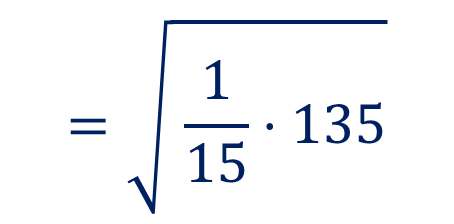 = √(1/15 · 135)